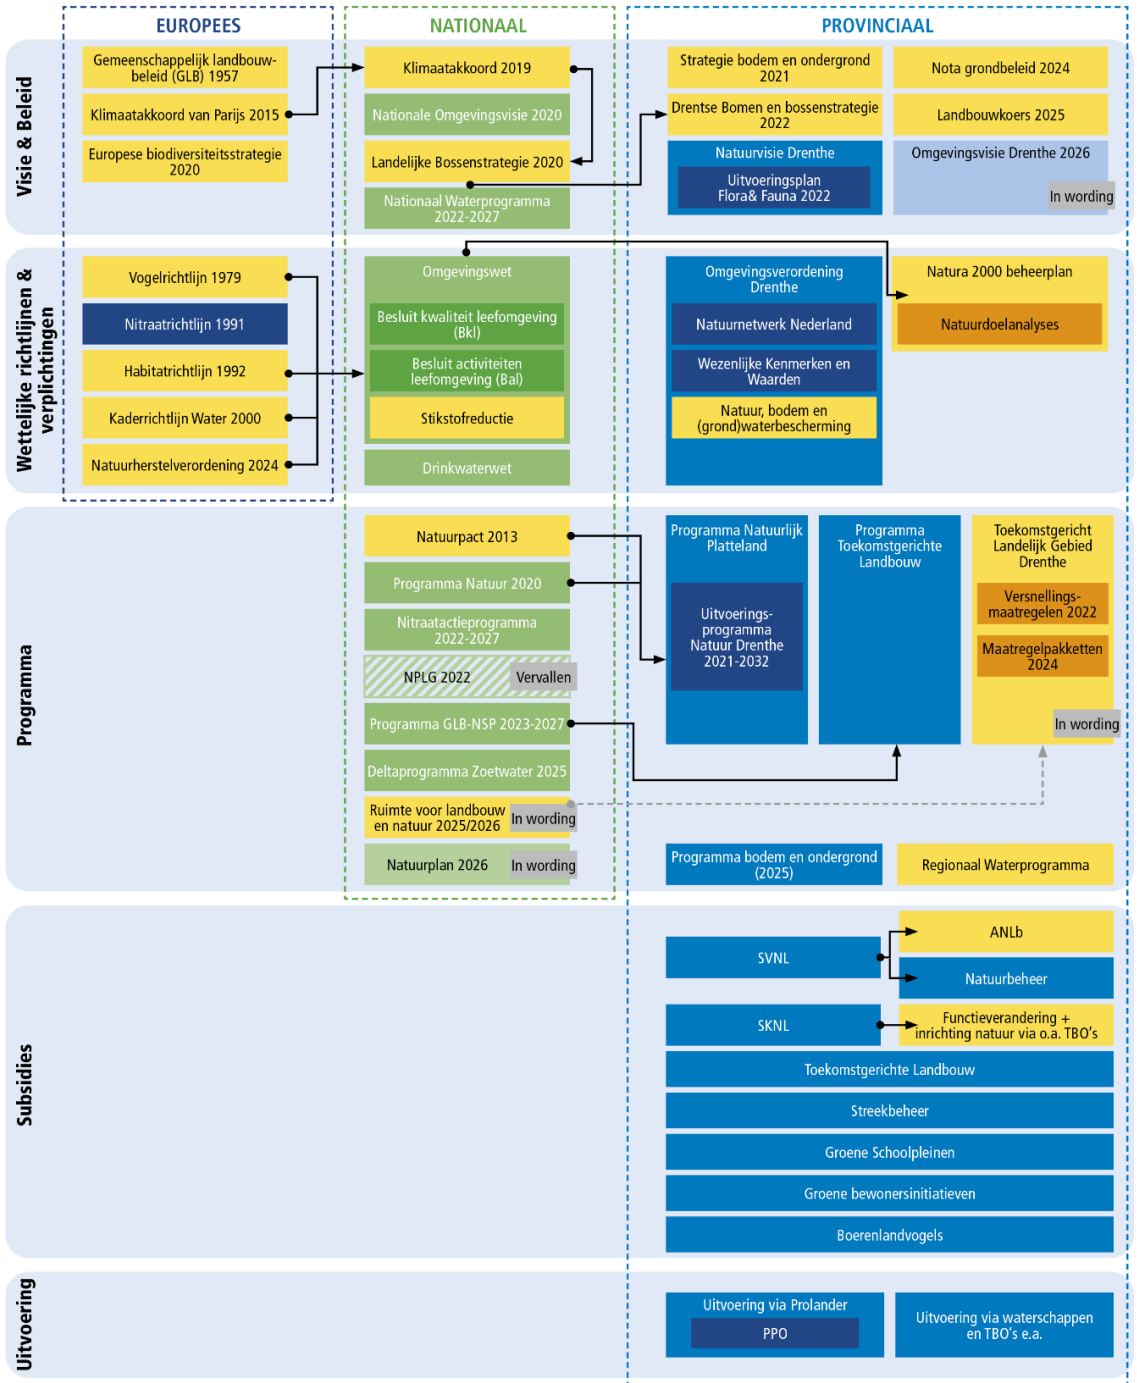 EUROPEES
NATIONAAL
PROVINCIAAL
Visie & Beleid
Gemeenschappelijk landbouw-
beleid (GLB) 1957
Klimaatakkoord van Parijs 2015
Europese biodiversiteitsstrategie
2020
Klimaatakkoord 2019
Nationale Omgevingsvisie 2020
Landelijke Bossenstrategie 2020
Nationaal Waterprogramma
2022-2027
Strategie bodem en ondergrond
2021
Drentse Bomen en bossenstrategie
2022
Natuurvisie Drenthe
Uitvoeringsplan
Flora& Fauna 2022
Nota grondbeleid 2024
Landbouwkoers 2025
Omgevingsvisie Drenthe 2026
In wording
Wettelijke richtlijnen &
verplichtingen
Vogelrichtlijn 1979
Nitraatrichtlijn 1991
Habitatrichtlijn 1992
Kaderrichtlijn Water 2000
Natuurherstelverordening 2024
Omgevingswet
Besluit kwaliteit leefomgeving
(Bkl)
Besluit activiteiten
leefomgeving (Bal)
Stikstofreductie
Drinkwaterwet
Omgevingsverordening
Drenthe
Natuurnetwerk Nederland
Wezenlijke Kenmerken en
Waarden
Natuur, bodem en
(grond)waterbescherming
Natura 2000 beheerplan
Natuurdoelanalyses
Programma
Natuurpact 2013
Programma Natuur 2020
Nitraatactieprogramma
2022-2027
NPLG 2022
Vervallen
Programma GLB-NSP 2023-2027
Deltaprogramma Zoetwater 2025
Ruimte voor landbouw
en natuur 2025/2026
In wording
Natuurplan 2026
In wording
Programma Natuurlijk
Platteland
Uitvoerings-
programma
Natuur Drenthe
2021-2032
Programma
Toekomstgerichte
Landbouw
Toekomstgericht
Landelijk Gebied
Drenthe
Versnellings-
maatregelen 2022
Maatregelpakketten
2024
In wording
Programma bodem en ondergrond
(2025)
Regionaal Waterprogramma
Subsidies
SVNL
ANLb
Natuurbeheer
SKNL
Functieverandering +
inrichting natuur via o.a. TBO's
Toekomstgerichte Landbouw
Streekbeheer
Groene Schoolpleinen
Groene bewonersinitiatieven
Boerenlandvogels
Uitvoering
Uitvoering via Prolander
PPO
Uitvoering via waterschappen
en TBO's e.a.